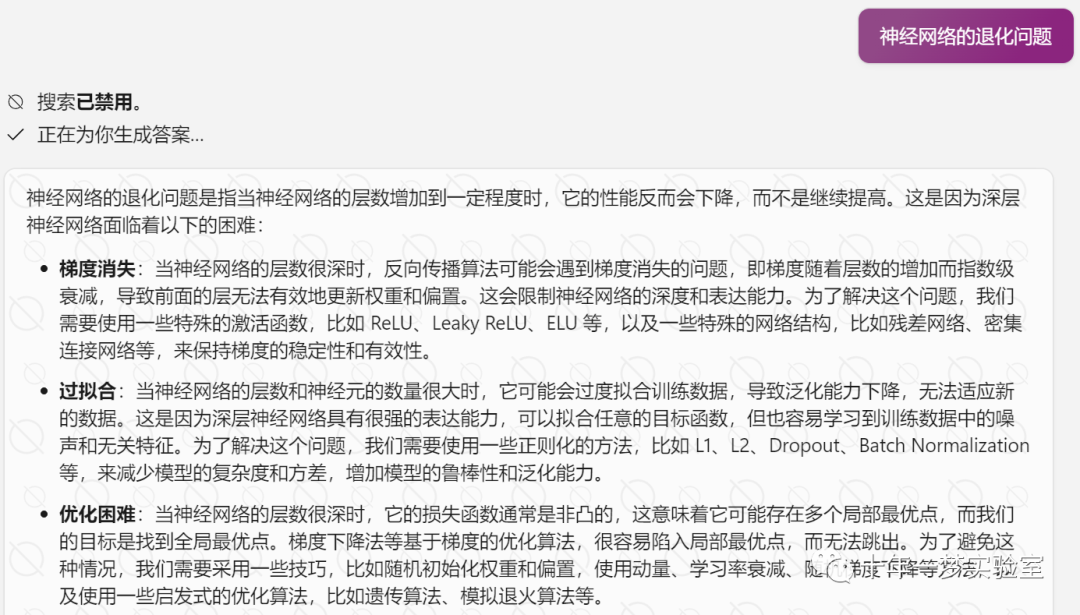 神经网络的退化问题
搜索已禁用。
正在为你生成答案...
神经网络的退化问题是指当神经网络的层数增加到一定程度时，它的性能反而会下降，而不是继续提高。这是因为深层
神经网络面临着以下的困难：
• 梯度消失：当神经网络的层数很深时，反向传播算法可能会遇到梯度消失的问题，即梯度随着层数的增加而指数级
衰减，导致前面的层无法有效地更新权重和偏置。这会限制神经网络的深度和表达能力。为了解决这个问题，我们
需要使用一些特殊的激活函数，比如 ReLU、Leaky ReLU、ELU 等，以及一些特殊的网络结构，比如残差网络、密集
连接网络等，来保持梯度的稳定性和有效性。
• 过拟合：当神经网络的层数和神经元的数量很大时，它可能会过度拟合训练数据，导致泛化能力下降，无法适应新
的数据。这是因为深层神经网络具有很强的表达能力，可以拟合任意的目标函数，但也容易学习到训练数据中的噪
声和无关特征。为了解决这个问题，我们需要使用一些正则化的方法，比如 L1、L2、Dropout、Batch Normalization
等，来减少模型的复杂度和方差，增加模型的鲁棒性和泛化能力。
• 优化困难：当神经网络的层数很深时，它的损失函数通常是非凸的，这意味着它可能存在多个局部最优点，而我们
的目标是找到全局最优点。梯度下降法等基于梯度的优化算法，很容易陷入局部最优点，而无法跳出。为了避免这
种情况，我们需要采用一些技巧，比如随机初始化权重和偏置，使用动量、学习率衰减、随 梯度下降等
及使用一些启发式的优化算法，比如遗传算法、模拟退火算法等。
一梦实验室